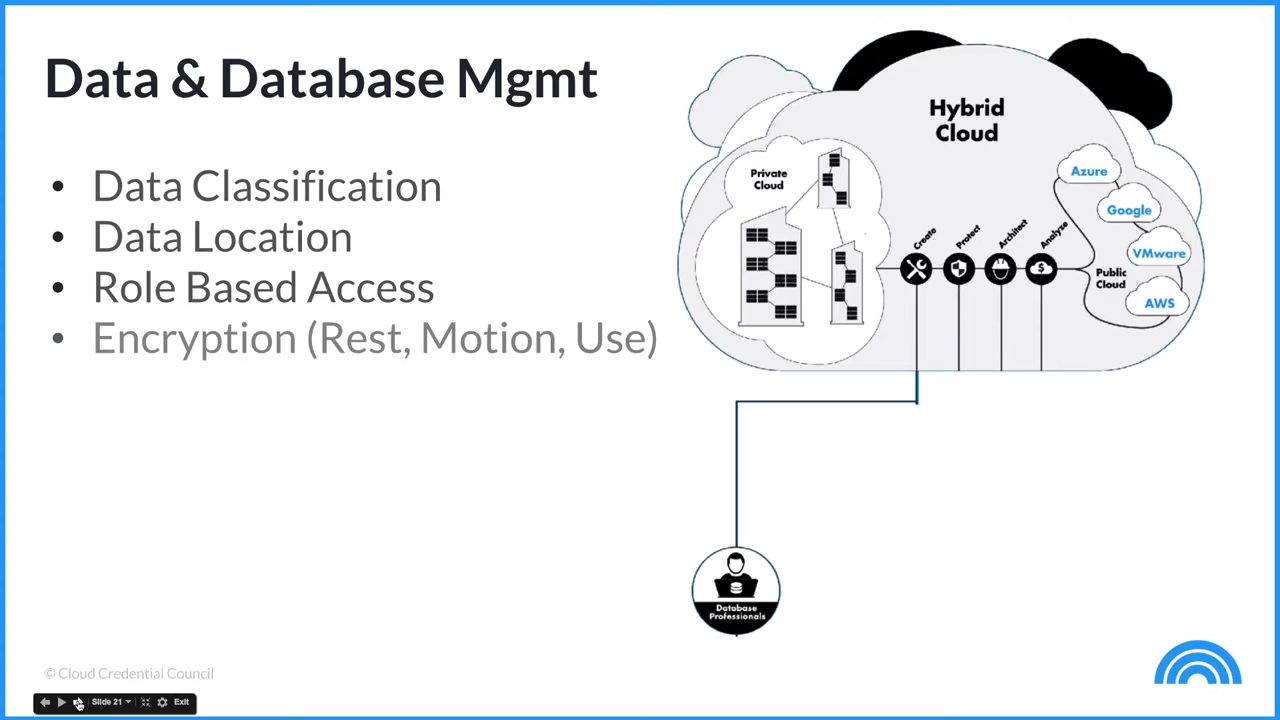 Data & Database Mgmt
• Data Classification
• Data Location
• Role Based Access
• Encryption (Rest, Motion, Use)
Hybrid
Cloud
Private
Cloud
Create
Protect
Architect
Analyze
$
Public
Cloud
Azure
Google
VMware
AWS
Database
Professionals
© Cloud Credential Council
Slide 21
Exit